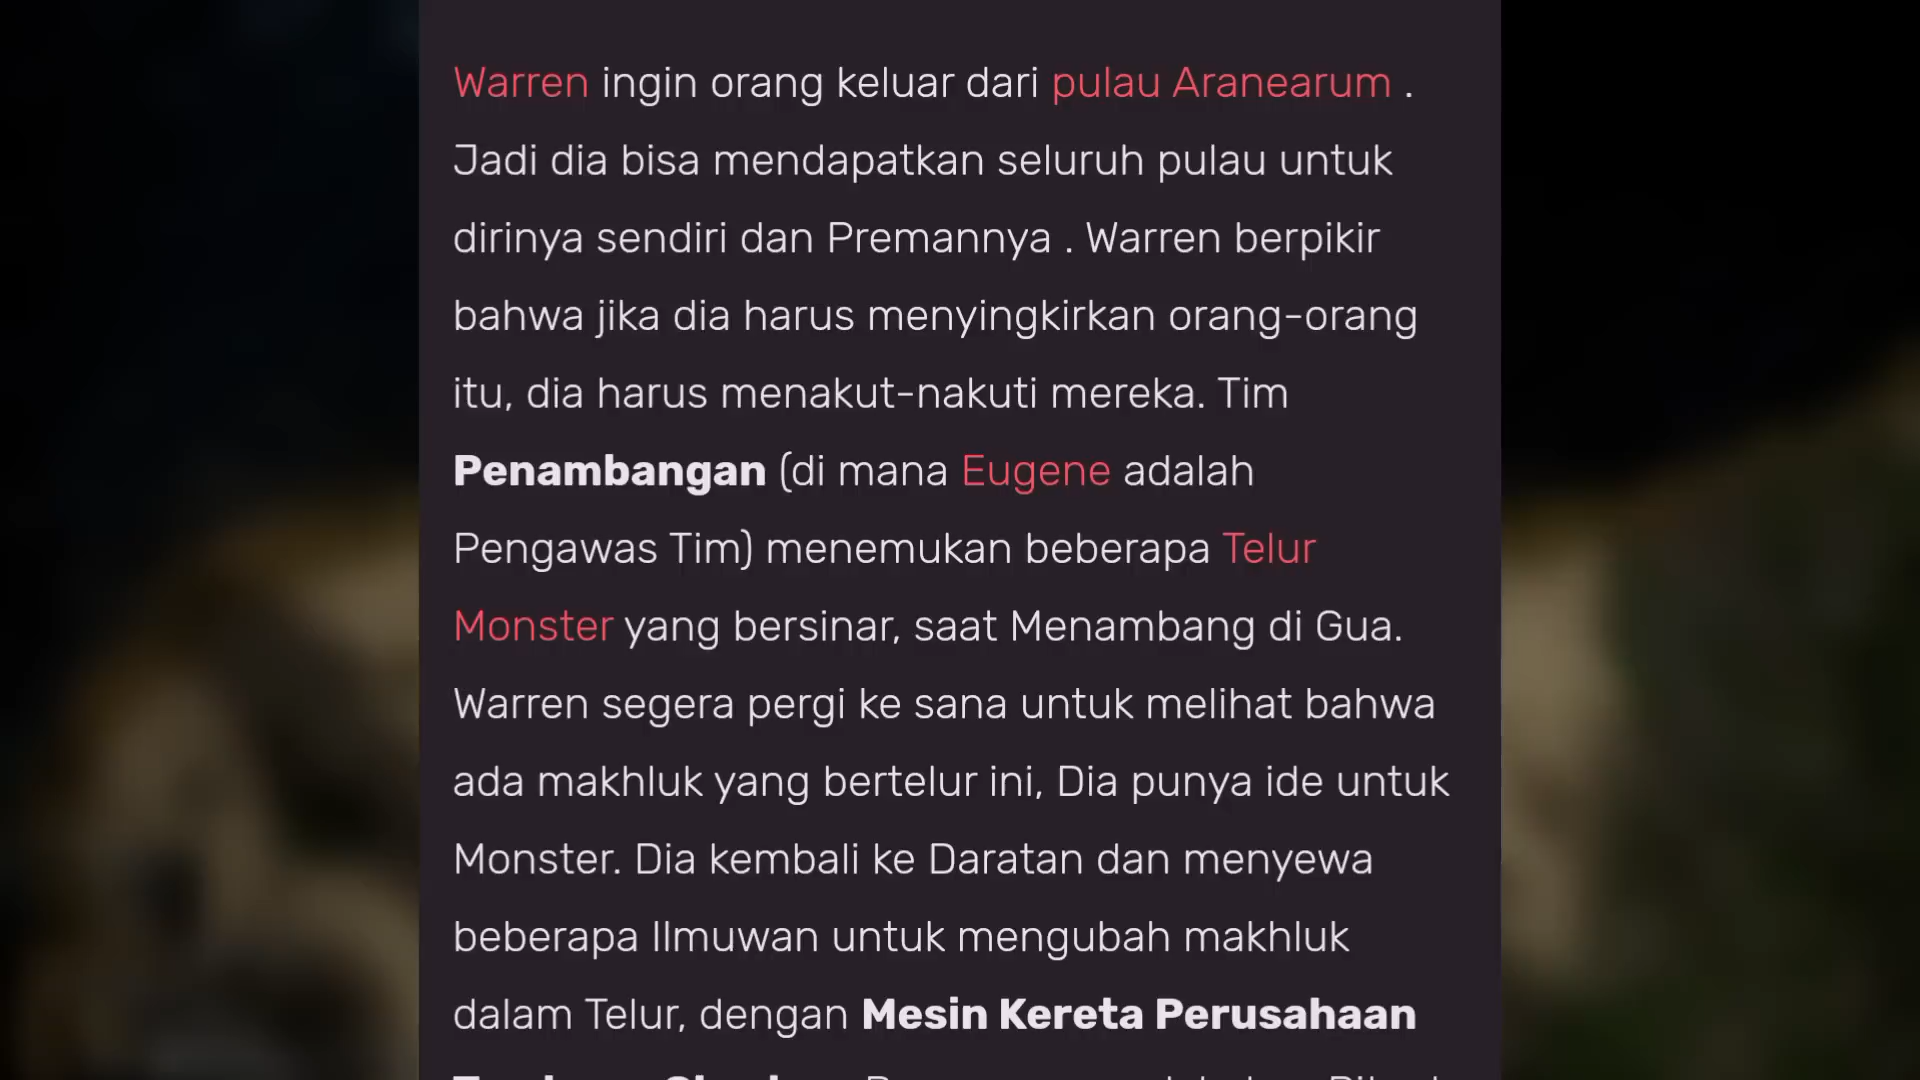 Warren ingin orang keluar dari pulau Aranearum .
Jadi dia bisa mendapatkan seluruh pulau untuk
dirinya sendiri dan Premannya . Warren berpikir
bahwa jika dia harus menyingkirkan orang-orang
itu, dia harus menakut-nakuti mereka. Tim
Penambangan (di mana Eugene adalah
Pengawas Tim) menemukan beberapa Telur
Monster yang bersinar, saat Menambang di Gua.
Warren segera pergi ke sana untuk melihat bahwa
ada makhluk yang bertelur ini, Dia punya ide untuk
Monster. Dia kembali ke Daratan dan menyewa
beberapa Ilmuwan untuk mengubah makhluk
dalam Telur, dengan Mesin Kereta Perusahaan